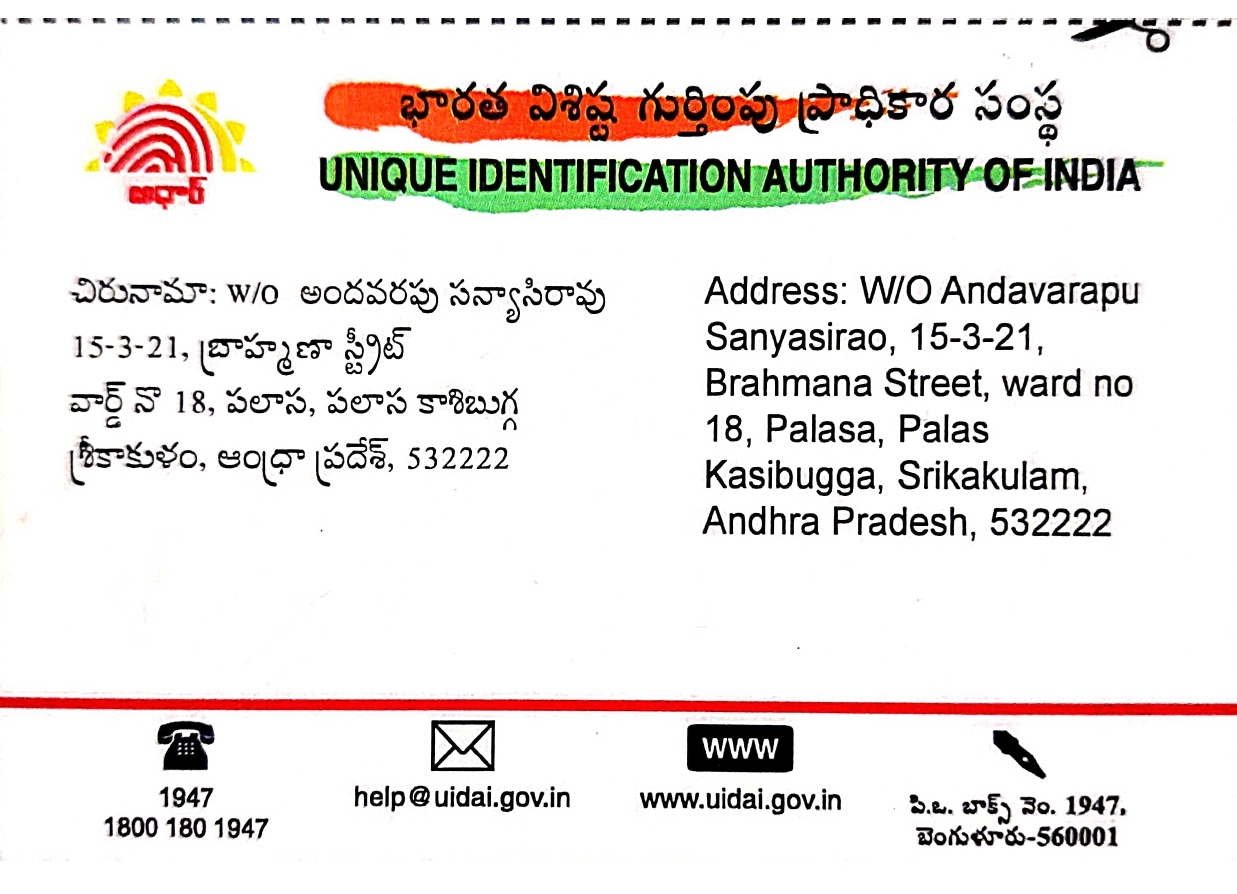 ఆధార్
భారత విశిష్ట గుర్తింపు ప్రాధికార సంస్థ
UNIQUE IDENTIFICATION AUTHORITY OF INDIA
చిరునామా: W/O అందవరపు సన్యాసిరావు
15-3-21, బ్రాహ్మణా స్ట్రీట్
వార్డ్ నొ 18, పలాస, పలాస కాశిబుగ్గ
శ్రీకాకుళం, ఆంధ్రా ప్రదేశ్, 532222
Address: W/O Andavarapu
Sanyasirao, 15-3-21,
Brahmana Street, ward no
18, Palasa, Palas
Kasibugga, Srikakulam,
Andhra Pradesh, 532222
1947
1800 180 1947
help@uidai.gov.in
WWW
www.uidai.gov.in
పి.ఒ. బాక్స్ నెం. 1947,
బెంగుళూరు-560001